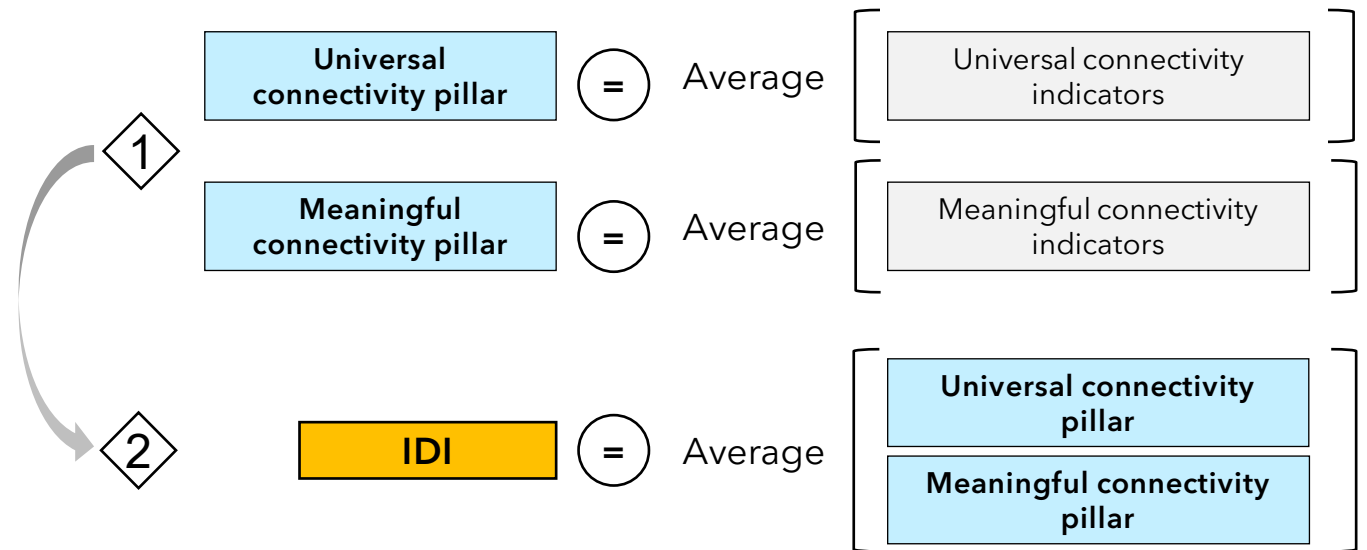 Universal
connectivity pillar
=
Average
Universal connectivity
indicators
1
Meaningful
connectivity pillar
=
Average
Meaningful connectivity
indicators
2
IDI
=
Average
Universal connectivity
pillar
Meaningful connectivity
pillar